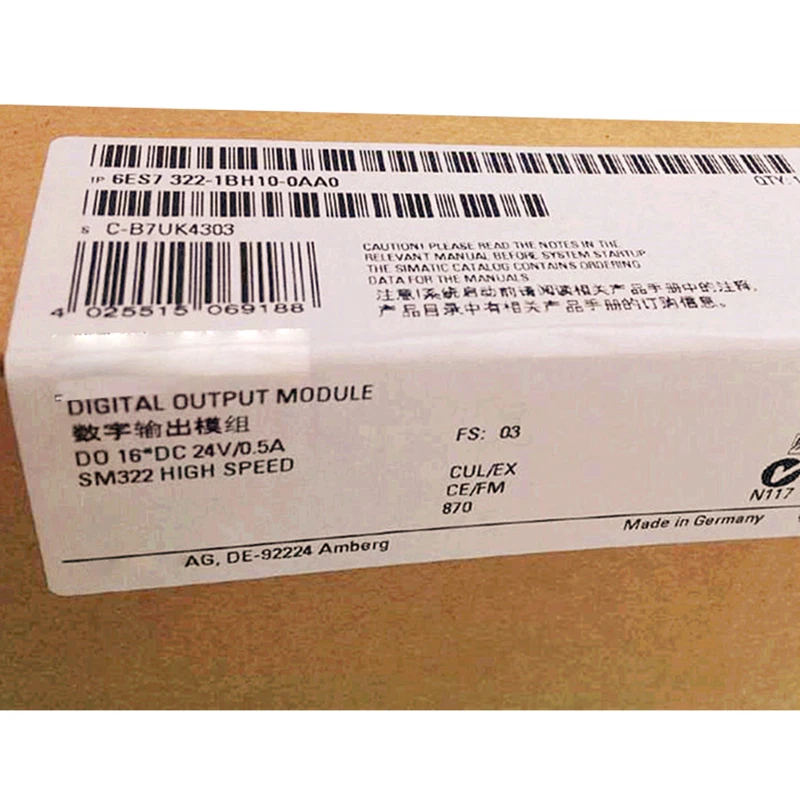 1P 6ES7 322-1BH10-0AA0
QTY: 1
S C-B7UK4303
4 025515 069188
CAUTION! PLEASE READ THE NOTES IN THE
RELEVANT MANUAL BEFORE SYSTEM STARTUP
THE SIMATIC CATALOG CONTAINS ORDERING
DATA FOR THE MANUALS
注意!系统启动前请阅读相关产品手册中的注释,
产品目录中有相关产品手册的订购信息。
DIGITAL OUTPUT MODULE
数字输出模组
DO 16*DC 24V/0.5A
SM322 HIGH SPEED
FS: 03
CUL/EX
CE/FM
870
N117
Made in Germany
AG, DE-92224 Amberg